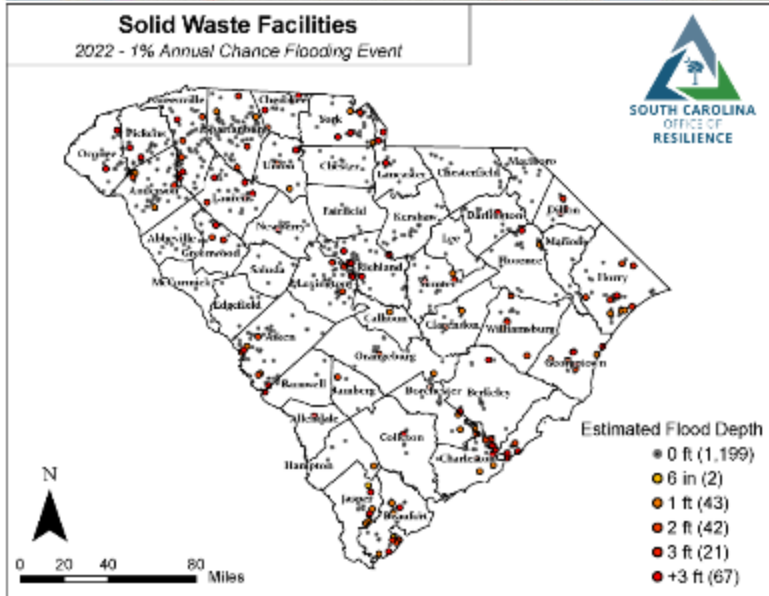 Solid Waste Facilities
2022 - 1% Annual Chance Flooding Event
SOUTH CAROLINA
OFFICE OF
RESILIENCE
Greenville
Cherokee
York
Spartanburg
Pickens
Oconee
Union
Chester
Lancaster
Chesterfield
Marlboro
Anderson
Laurens
Fairfield
Kershaw
Darlington
Dillon
Newberry
Lee
Marion
Abbeville
Greenwood
Florence
Saluda
Richland
Horry
McCormick
Lexington
Sumter
Edgefield
Calhoun
Clarendon
Williamsburg
Aiken
Orangeburg
Georgetown
Barnwell
Bamberg
Dorchester
Berkeley
Allendale
Colleton
Hampton
Charleston
Jasper
Beaufort
Estimated Flood Depth
0 ft (1,199)
6 in (2)
1 ft (43)
2 ft (42)
3 ft (21)
+3 ft (67)
N
0 20 40 80
Miles